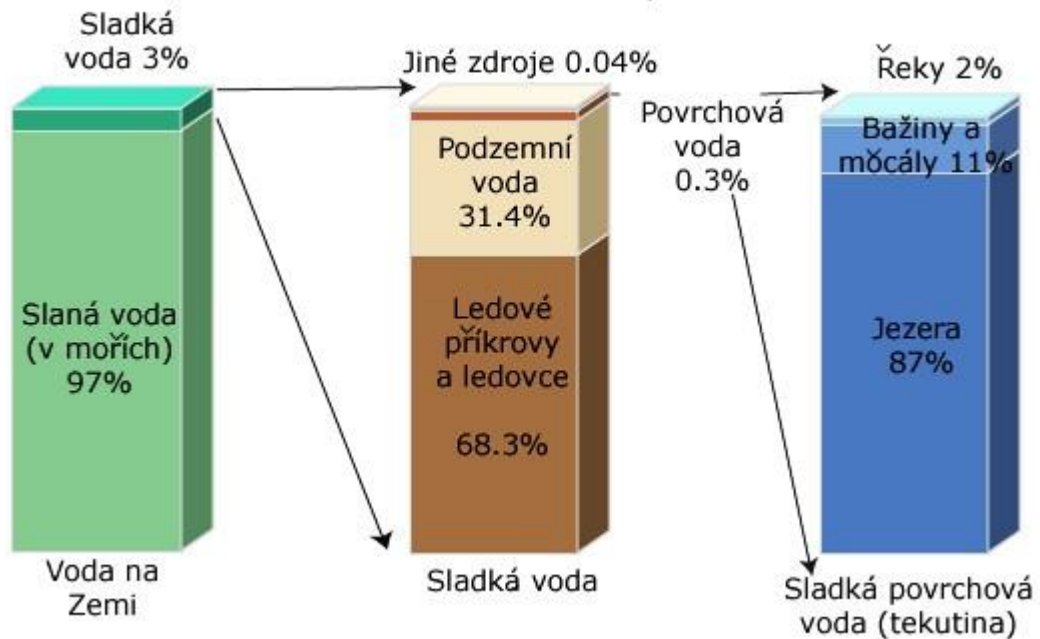 Sladká
voda 3%
Slaná voda
(v mořích)
97%
Voda na
Zemi
Jiné zdroje 0.04%
Podzemní
voda
31.4%
Ledové
příkrovy
a ledovce
68.3%
Sladká voda
Povrchová
voda
0.3%
Řeky 2%
Bažiny a
močály 11%
Jezera
87%
Sladká povrchová
voda (tekutina)